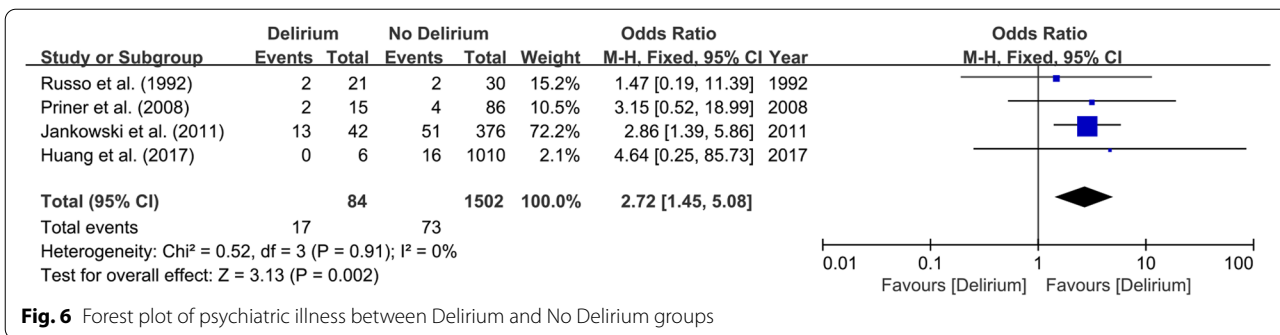 Delirium No Delirium Odds Ratio Odds Ratio
Study or Subgroup Events Total Events Total Weight M-H, Fixed, 95% CI Year M-H, Fixed, 95% CI
Russo et al. (1992) 2 21 2 30 15.2% 1.47 [0.19, 11.39] 1992
Priner et al. (2008) 2 15 4 86 10.5% 3.15 [0.52, 18.99] 2008
Jankowski et al. (2011) 13 42 51 376 72.2% 2.86 [1.39, 5.86] 2011
Huang et al. (2017) 0 6 16 1010 2.1% 4.64 [0.25, 85.73] 2017
Total (95% CI) 84 1502 100.0% 2.72 [1.45, 5.08]
Total events 17 73
Heterogeneity: Chi² = 0.52, df = 3 (P = 0.91); I² = 0%
Test for overall effect: Z = 3.13 (P = 0.002)
0.01 0.1 1 10 100
Favours [Delirium] Favours [Delirium]
Fig. 6 Forest plot of psychiatric illness between Delirium and No Delirium groups